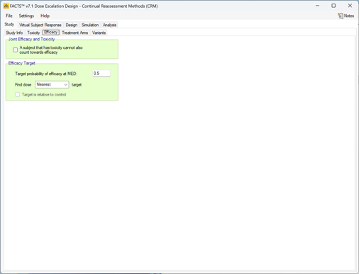 FACTS™ v7.1 Dose Escalation Design - Continual Reassessment Methods (CRM)
File Settings Help
Notes
Study Virtual Subject Response Design Simulation Analysis
Study Info Toxicity Efficacy Treatment Arms Variants
Joint Efficacy and Toxicity
A subject that has toxicity cannot also
count towards efficacy
Efficacy Target
Target probability of efficacy at MED 0.5
Find dose Nearest target
Target is relative to control